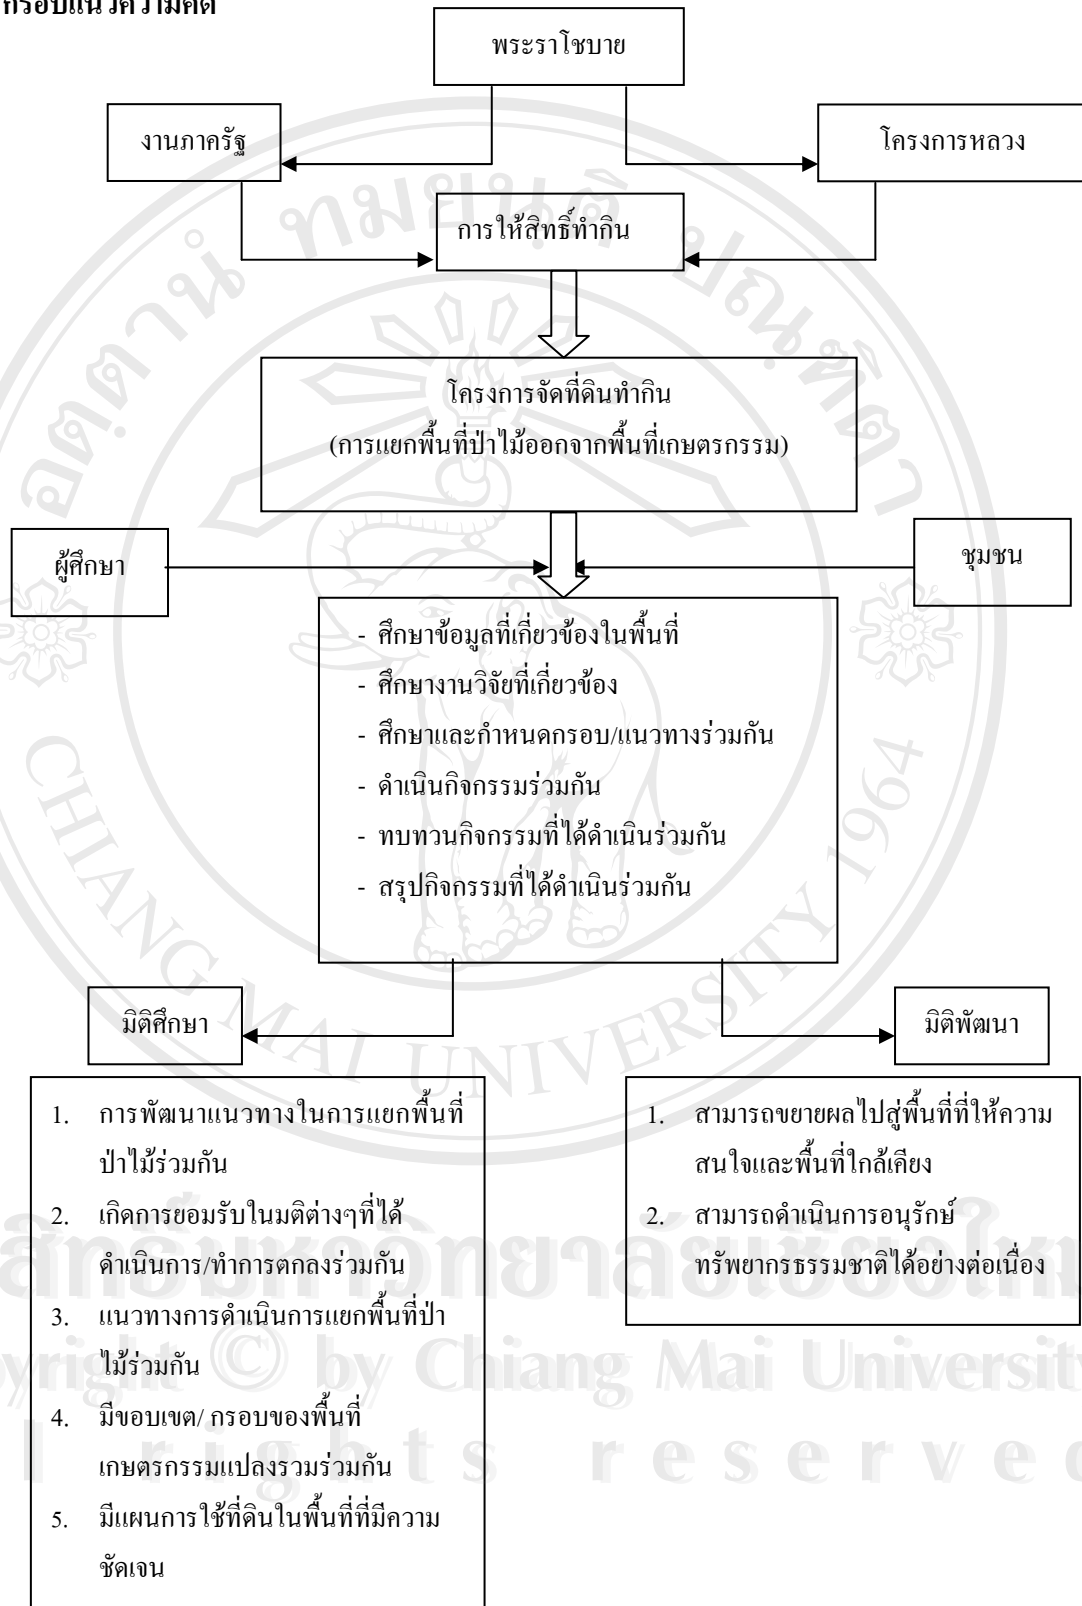 กรอบแนวความคิด
พระราโชบาย
งานภาครัฐ
โครงการหลวง
การให้สิทธิ์ทำกิน
โครงการจัดที่ดินทำกิน
(การแยกพื้นที่ป่าไม้ออกจากพื้นที่เกษตรกรรม)
ผู้ศึกษา
ชุมชน
- ศึกษาข้อมูลที่เกี่ยวข้องในพื้นที่
- ศึกษางานวิจัยที่เกี่ยวข้อง
- ศึกษาและกำหนดกรอบ/แนวทางร่วมกัน
- ดำเนินกิจกรรมร่วมกัน
- ทบทวนกิจกรรมที่ได้ดำเนินร่วมกัน
- สรุปกิจกรรมที่ได้ดำเนินร่วมกัน
มิติศึกษา
มิติพัฒนา
1. การพัฒนาแนวทางในการแยกพื้นที่
ป่าไม้ร่วมกัน
2. เกิดการยอมรับในมติต่างๆที่ได้
ดำเนินการ/ทำการตกลงร่วมกัน
3. แนวทางการดำเนินการแยกพื้นที่ป่า
ไม้ร่วมกัน
4. มีขอบเขต/ กรอบของพื้นที่
เกษตรกรรมแปลงรวมร่วมกัน
5. มีแผนการใช้ที่ดินในพื้นที่ที่มีความ
ชัดเจน
1. สามารถขยายผลไปสู่พื้นที่ที่ให้ความ
สนใจและพื้นที่ใกล้เคียง
2. สามารถดำเนินการอนุรักษ์
ทรัพยากรธรรมชาติได้อย่างต่อเนื่อง
อตฺตานํ ทมยนฺติ ปณฺฑิตา
CHIANG MAI UNIVERSITY 1964
© by Chiang Mai University
rights reserved